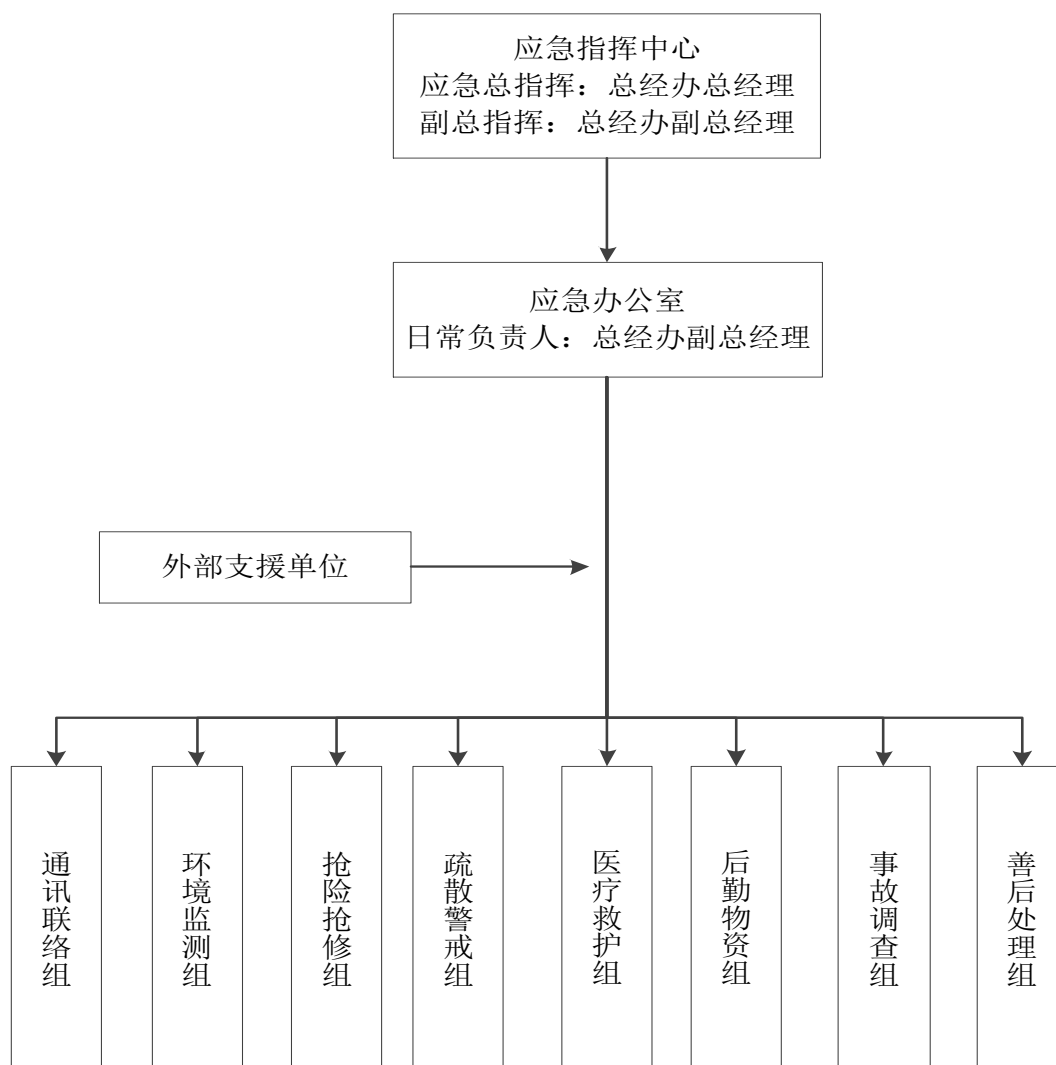 应急指挥中心
应急总指挥：总经办总经理
副总指挥：总经办副总经理
应急办公室
日常负责人：总经办副总经理
外部支援单位
通讯联络组
环境监测组
抢险抢修组
疏散警戒组
医疗救护组
后勤物资组
事故调查组
善后处理组